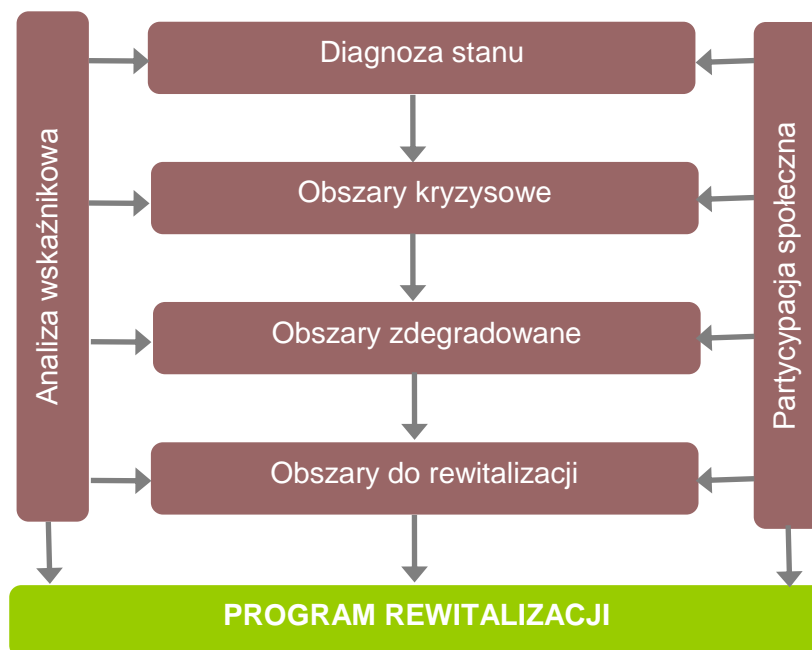 Diagnoza stanu
Analiza wskaźnikowa
Obszary kryzysowe
Partycypacja społeczna
Obszary zdegradowane
Obszary do rewitalizacji
PROGRAM REWITALIZACJI